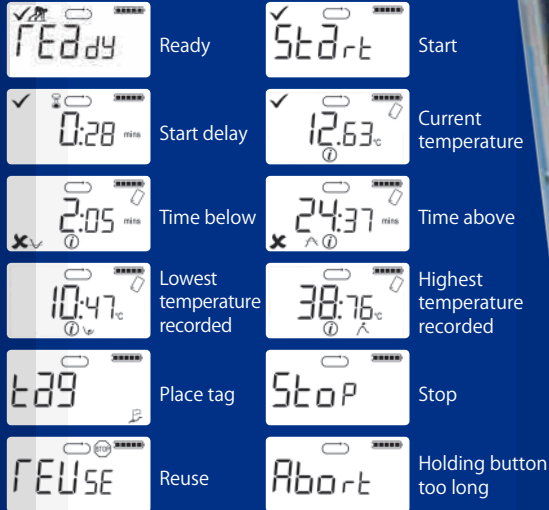 rEAdy
Ready
StArt
Start
0:28 mins
Start delay
12.63°C
i
Current
temperature
2:05 mins
i
Time below
24:37 mins
i
Time above
10:47°C
i
Lowest
temperature
recorded
38:76°C
i
Highest
temperature
recorded
tAg
Place tag
StoP
Stop
STOP
rEUSE
Reuse
Abort
Holding button
too long